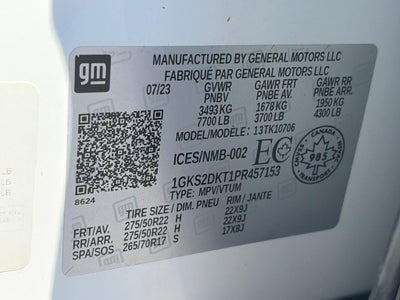 gm
MANUFACTURED BY GENERAL MOTORS LLC
FABRIQUÉ PAR GENERAL MOTORS LLC
07/23 GVWR GAWR FRT GAWR RR
PNBV PNBE AV. PNBE ARR
3493 KG 1678 KG 1950 KG
7700 LB 3700 LB 4300 LB
MODEL/MODÈLE: 13TK10706
ICES/NMB-002 EC CANADA 985
1GKS2DKT1PR457153
8624 TYPE: MPV/VTUM
TIRE SIZE/DIM. PNEU RIM / JANTE
FRT/AV. 275/50R22 H 22X9J
RR/ARR. 275/50R22 H 22X9J
SPA/SOS 265/70R17 S 17X8J